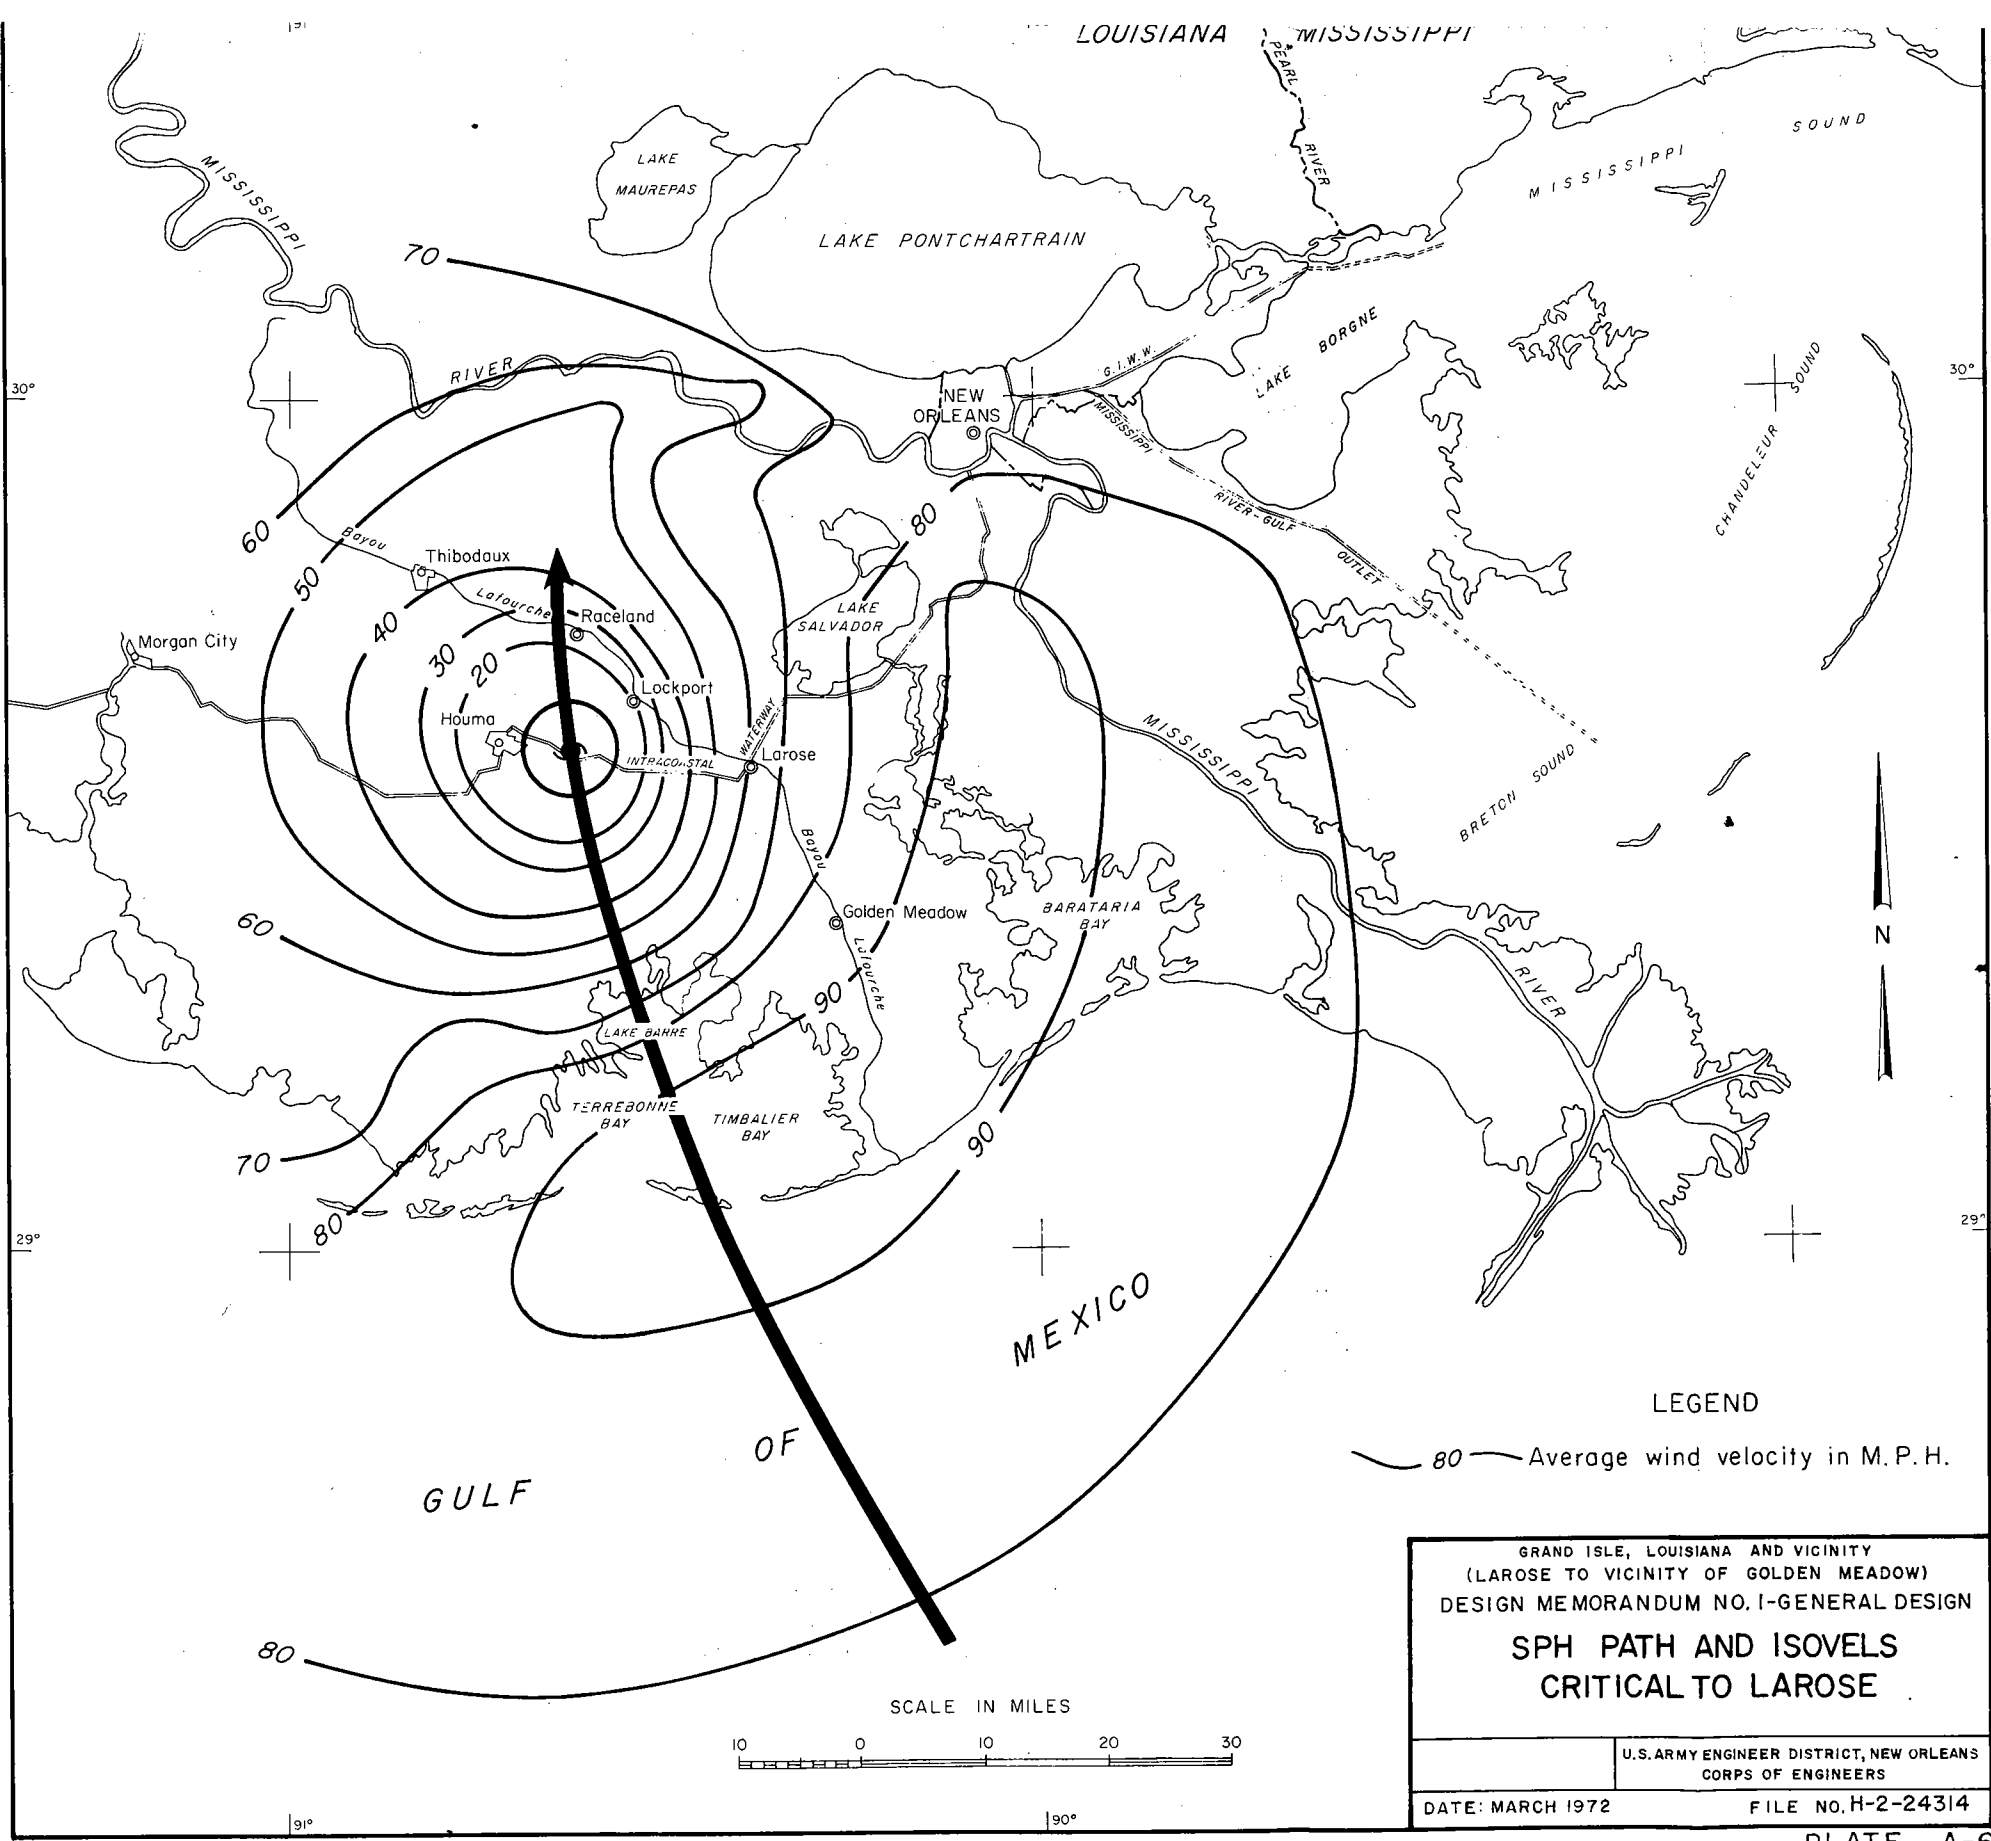 91
LOUISIANA
MISSISSIPPI
PEARL
RIVER
SOUND
MISSISSIPPI
LAKE
MAUREPAS
MISSISSIPPI
LAKE PONTCHARTRAIN
70
BORGNE
LAKE
G.I.W.W.
RIVER
30°
30°
NEW
ORLEANS
SOUND
CHANDELEUR
MISSISSIPPI
RIVER-GULF
OUTLET
60
80
Bayou
50
Thibodaux
Lafourche
Raceland
LAKE
SALVADOR
40
Morgan City
30
20
Lockport
Houma
WATERWAY
INTRACOASTAL
Larose
MISSISSIPPI
BRETON SOUND
Bayou
60
Golden Meadow
Lafourche
BARATARIA
BAY
N
RIVER
90
LAKE BARRE
TERREBONNE
BAY
TIMBALIER
BAY
70
90
80
29°
29°
MEXICO
OF
GULF
LEGEND
80 Average wind velocity in M.P.H.
80
GRAND ISLE, LOUISIANA AND VICINITY
(LAROSE TO VICINITY OF GOLDEN MEADOW)
DESIGN MEMORANDUM NO. 1-GENERAL DESIGN
SPH PATH AND ISOVELS
CRITICAL TO LAROSE
SCALE IN MILES
10 0 10 20 30
U.S. ARMY ENGINEER DISTRICT, NEW ORLEANS
CORPS OF ENGINEERS
DATE: MARCH 1972
FILE NO. H-2-24314
91°
90°
PLATE A-6